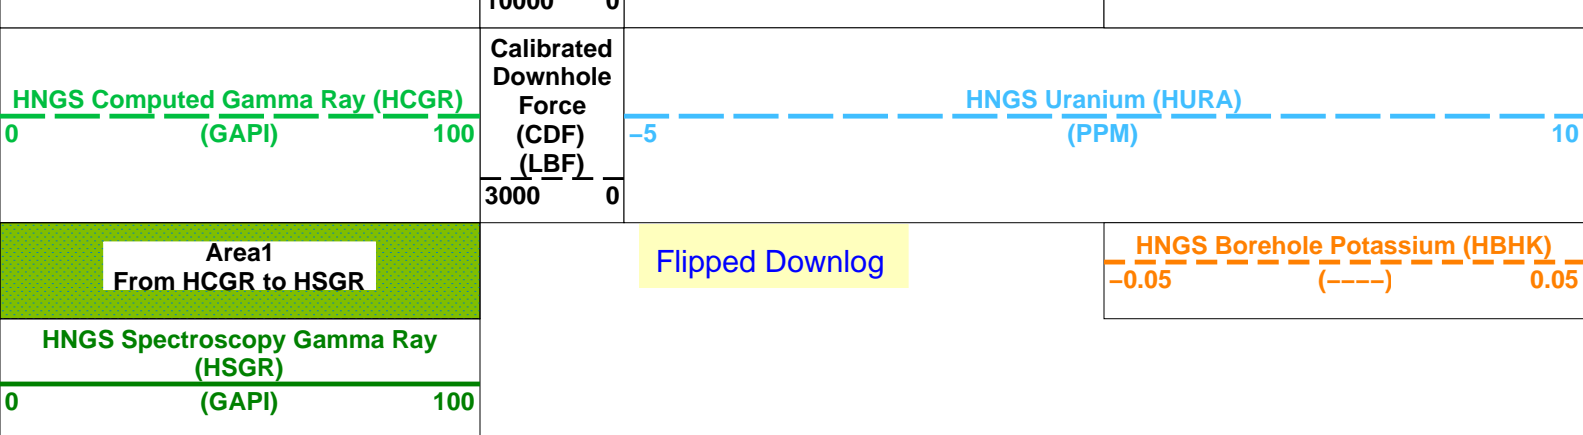 10000 0
HNGS Computed Gamma Ray (HCGR)
0 (GAPI) 100
Calibrated
Downhole
Force
(CDF)
(LBF)
3000 0
HNGS Uranium (HURA)
−5 (PPM) 10
Area1
From HCGR to HSGR
Flipped Downlog
HNGS Borehole Potassium (HBHK)
−0.05 (−−−−) 0.05
HNGS Spectroscopy Gamma Ray
(HSGR)
0 (GAPI) 100